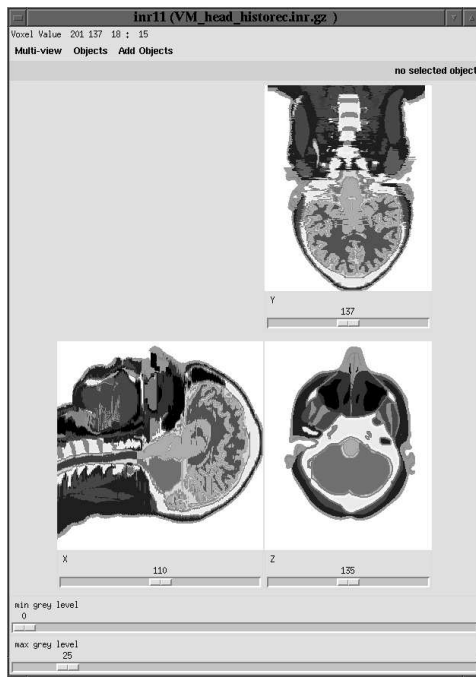 inr11 (VM_head_historec.inr.gz )
Voxel Value 201 137 18 : 15
Multi-view Objects Add Objects
no selected object
Y
137
X
110
Z
135
min grey level
0
max grey level
25